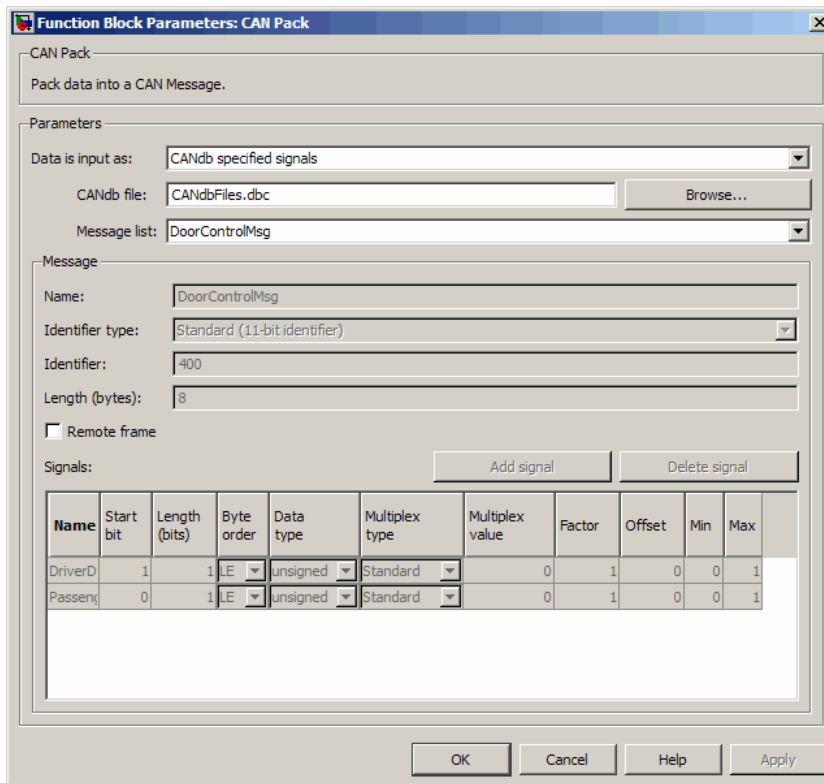 Function Block Parameters: CAN Pack
CAN Pack
Pack data into a CAN Message.
Parameters
Data is input as: CANdb specified signals
CANdb file: CANdbFiles.dbc Browse...
Message list: DoorControlMsg
Message
Name: DoorControlMsg
Identifier type: Standard (11-bit identifier)
Identifier: 400
Length (bytes): 8
Remote frame
Signals: Add signal Delete signal
Name Start bit Length (bits) Byte order Data type Multiplex type Multiplex value Factor Offset Min Max
DriverD 1 1 LE unsigned Standard 0 1 0 0 1
Passeng 0 1 LE unsigned Standard 0 1 0 0 1
OK Cancel Help Apply